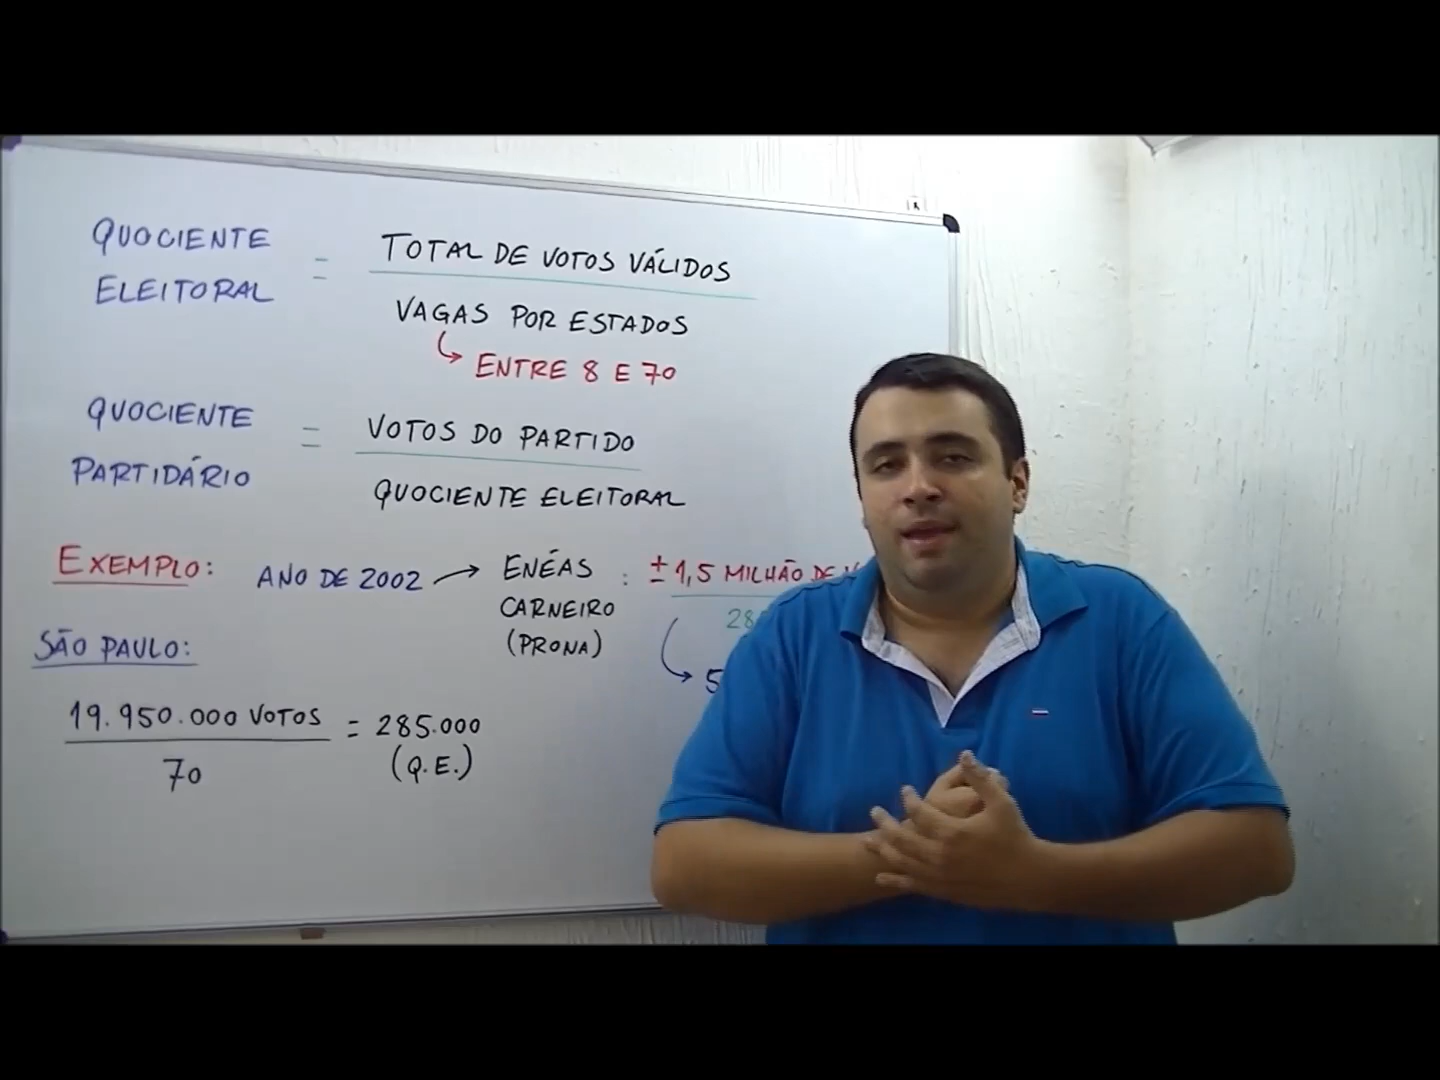 QUOCIENTE
ELEITORAL
=
TOTAL DE VOTOS VÁLIDOS
VAGAS POR ESTADOS
ENTRE 8 E 70
QUOCIENTE
PARTIDÁRIO
=
VOTOS DO PARTIDO
QUOCIENTE ELEITORAL
EXEMPLO:
ANO DE 2002
ENÉAS
CARNEIRO
(PRONA)
:
± 1,5 MILHÃO DE
28
5
SÃO PAULO:
19.950.000 VOTOS
70
= 285.000
(Q.E.)